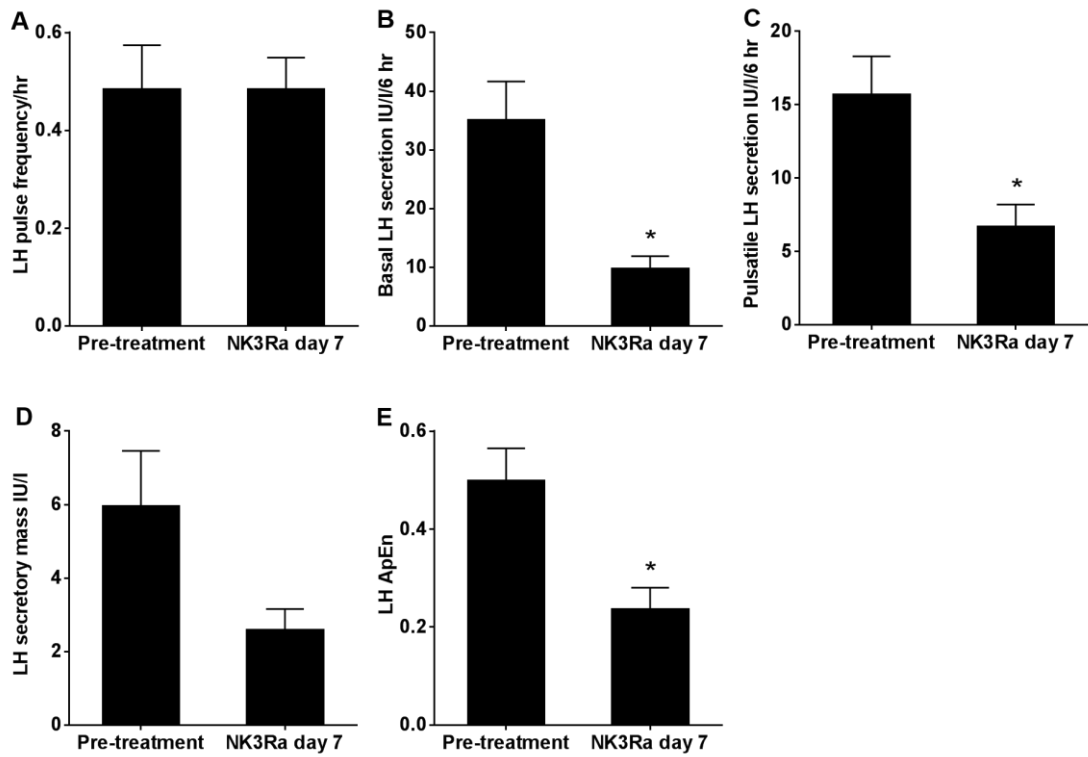 A
LH pulse frequency/hr
0.6
0.4
0.2
0.0
Pre-treatment NK3Ra day 7
B
Basal LH secretion IU/l/6 hr
50
40
30
20
10
0
*
Pre-treatment NK3Ra day 7
C
Pulsatile LH secretion IU/l/6 hr
20
15
10
5
0
*
Pre-treatment NK3Ra day 7
D
LH secretory mass IU/l
8
6
4
2
0
Pre-treatment NK3Ra day 7
E
LH ApEn
0.6
0.4
0.2
0.0
*
Pre-treatment NK3Ra day 7